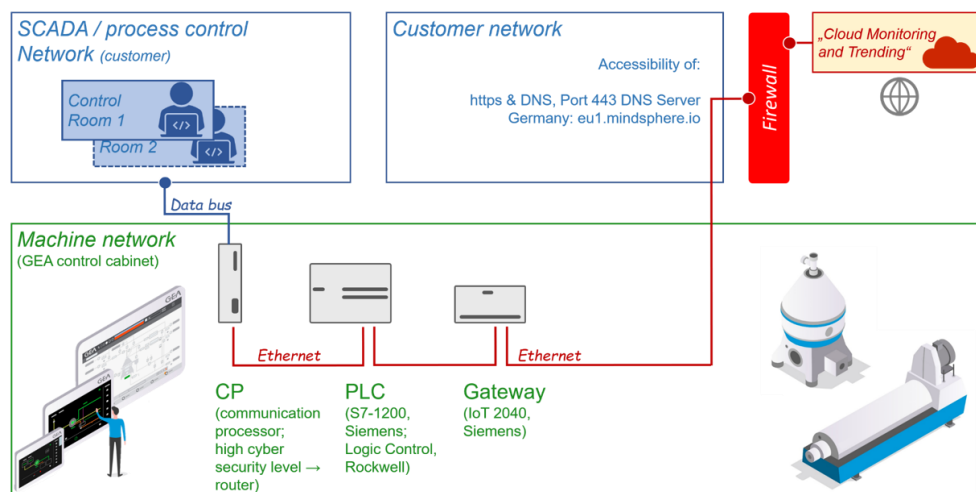 SCADA / process control
Network (customer)
Control
Room 1
Room 2
Data bus
Customer network
Accessibility of:
https & DNS, Port 443 DNS Server
Germany: eu1.mindsphere.io
Firewall
„Cloud Monitoring
and Trending“
Machine network
(GEA control cabinet)
GEA
GEA
Ethernet
Ethernet
CP
(communication
processor;
high cyber
security level →
router)
PLC
(S7-1200,
Siemens;
Logic Control,
Rockwell)
Gateway
(IoT 2040,
Siemens)